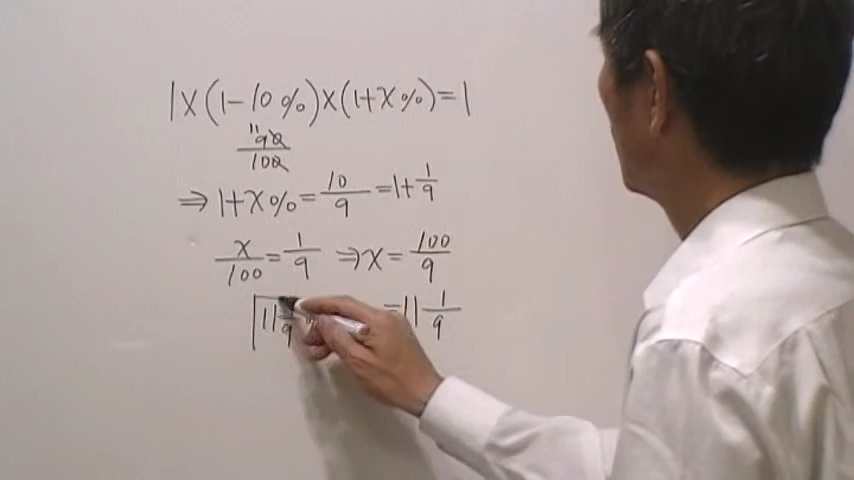 1×(1-10%)×(1+x%)=1
11 90/100
⇒1+x%=10/9=1+1/9
x/100=1/9 ⇒x=100/9
11 1/9 =11 1/9